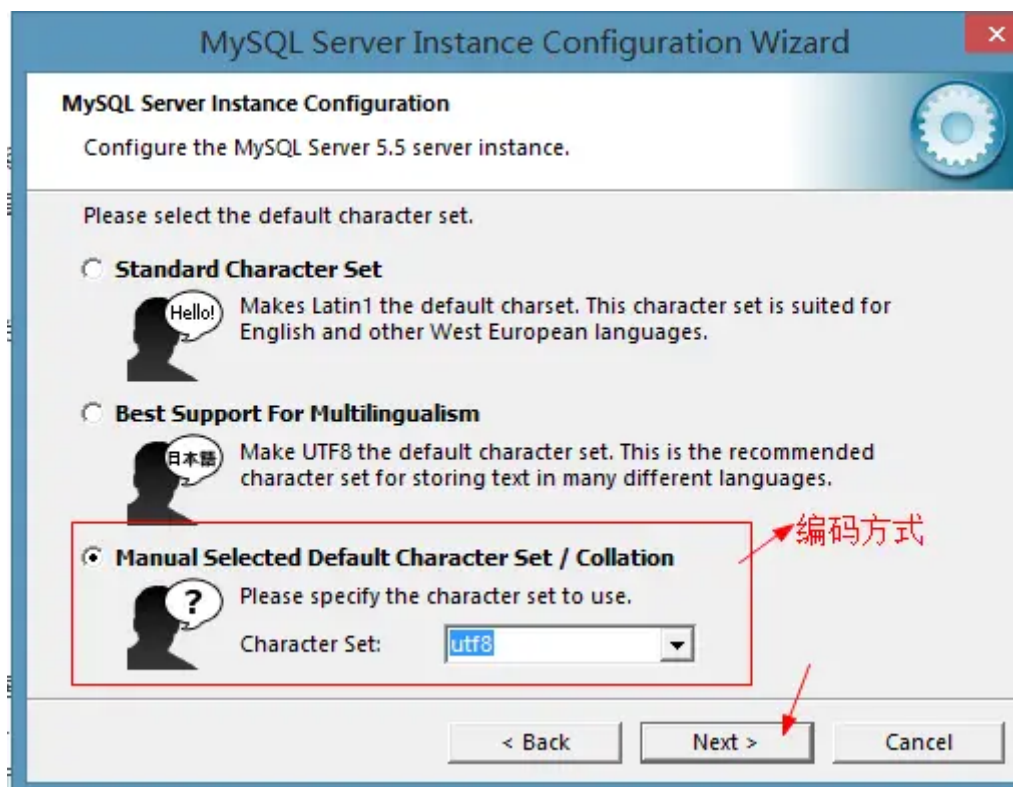 MySQL Server Instance Configuration Wizard
MySQL Server Instance Configuration
Configure the MySQL Server 5.5 server instance.
Please select the default character set.
Standard Character Set
Hello!
Makes Latin1 the default charset. This character set is suited for
English and other West European languages.
Best Support For Multilingualism
日本語
Make UTF8 the default character set. This is the recommended
character set for storing text in many different languages.
编码方式
Manual Selected Default Character Set / Collation
?
Please specify the character set to use.
Character Set:
utf8
< Back
Next >
Cancel